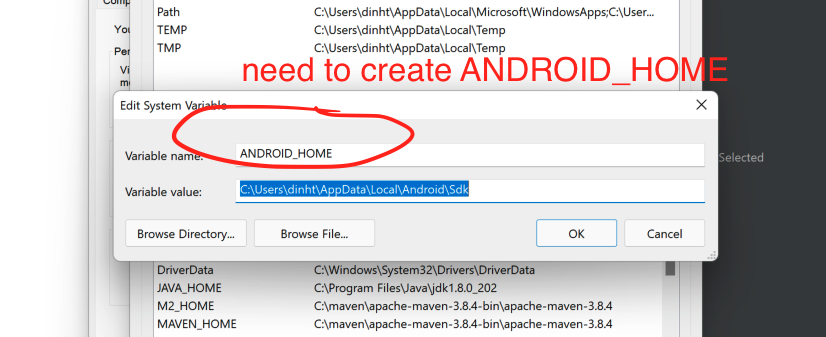 Comp
Path C:\Users\dinht\AppData\Local\Microsoft\WindowsApps;C:\User...
You
TEMP C:\Users\dinht\AppData\Local\Temp
Per
TMP C:\Users\dinht\AppData\Local\Temp
Vi
need to create ANDROID_HOME
Edit System Variable
Variable name: ANDROID_HOME
Selected
Variable value: C:\Users\dinht\AppData\Local\Android\Sdk
Browse Directory... Browse File... OK Cancel
DriverData C:\Windows\System32\Drivers\DriverData
JAVA_HOME C:\Program Files\Java\jdk1.8.0_202
M2_HOME C:\maven\apache-maven-3.8.4-bin\apache-maven-3.8.4
MAVEN_HOME C:\maven\apache-maven-3.8.4-bin\apache-maven-3.8.4